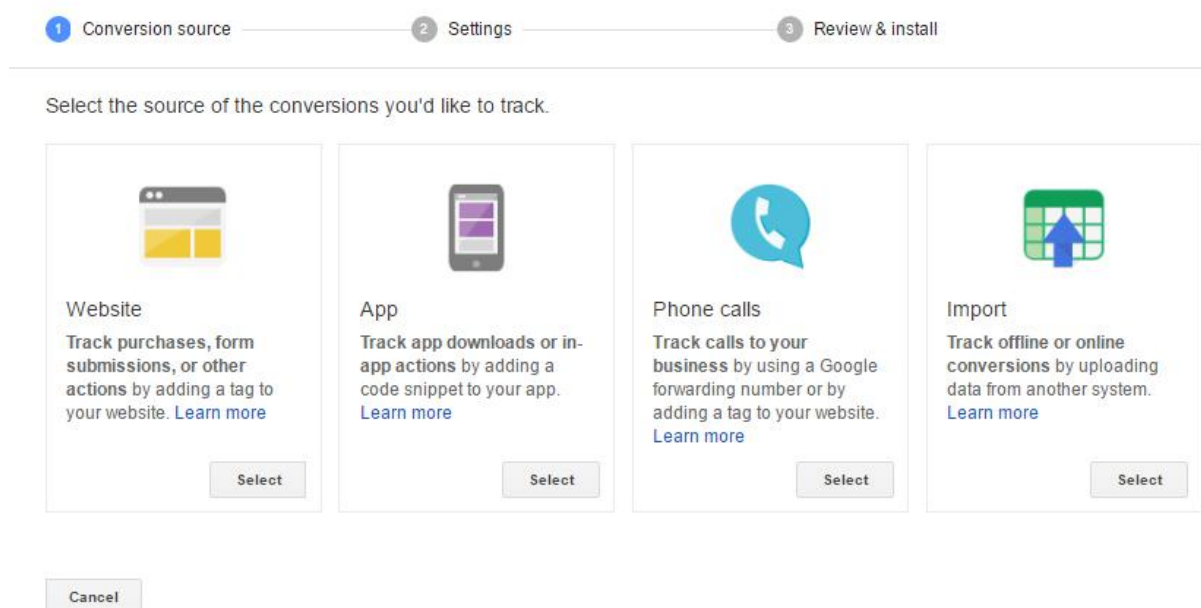 1 Conversion source 2 Settings 3 Review & install
Select the source of the conversions you'd like to track.
Website
Track purchases, form
submissions, or other
actions by adding a tag to
your website. Learn more
Select
App
Track app downloads or in-
app actions by adding a
code snippet to your app.
Learn more
Select
Phone calls
Track calls to your
business by using a Google
forwarding number or by
adding a tag to your website.
Learn more
Select
Import
Track offline or online
conversions by uploading
data from another system.
Learn more
Select
Cancel